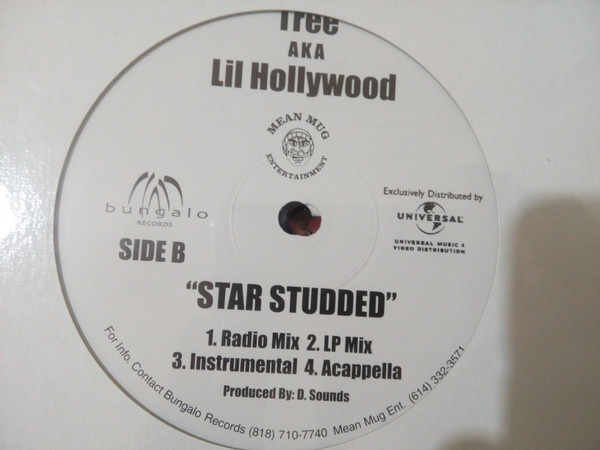 Tree
AKA
Lil Hollywood
MEAN MUG
ENTERTAINMENT
bungalo
RECORDS
Exclusively Distributed by
UNIVERSAL
UNIVERSAL MUSIC &
VIDEO DISTRIBUTION
SIDE B
"STAR STUDDED"
1. Radio Mix 2. LP Mix
3. Instrumental 4. Acappella
Produced By: D. Sounds
For Info. Contact Bungalo Records (818) 710-7740 Mean Mug Ent. (614) 332-3571